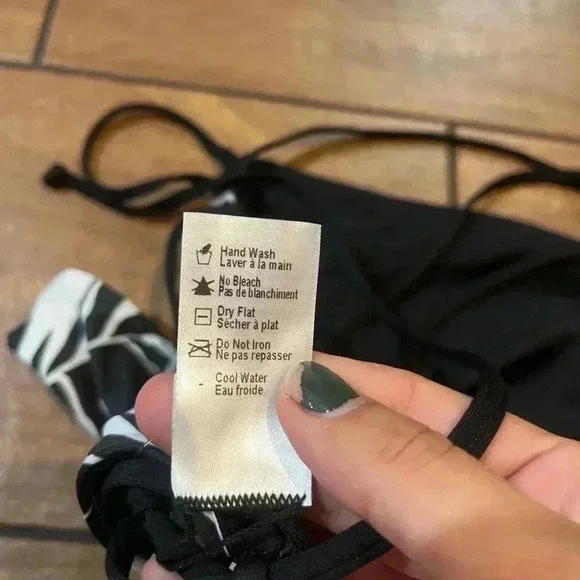 Hand Wash
Laver à la main
No Bleach
Pas de blanchiment
Dry Flat
Sécher à plat
Do Not Iron
Ne pas repasser
- Cool Water
Eau froide